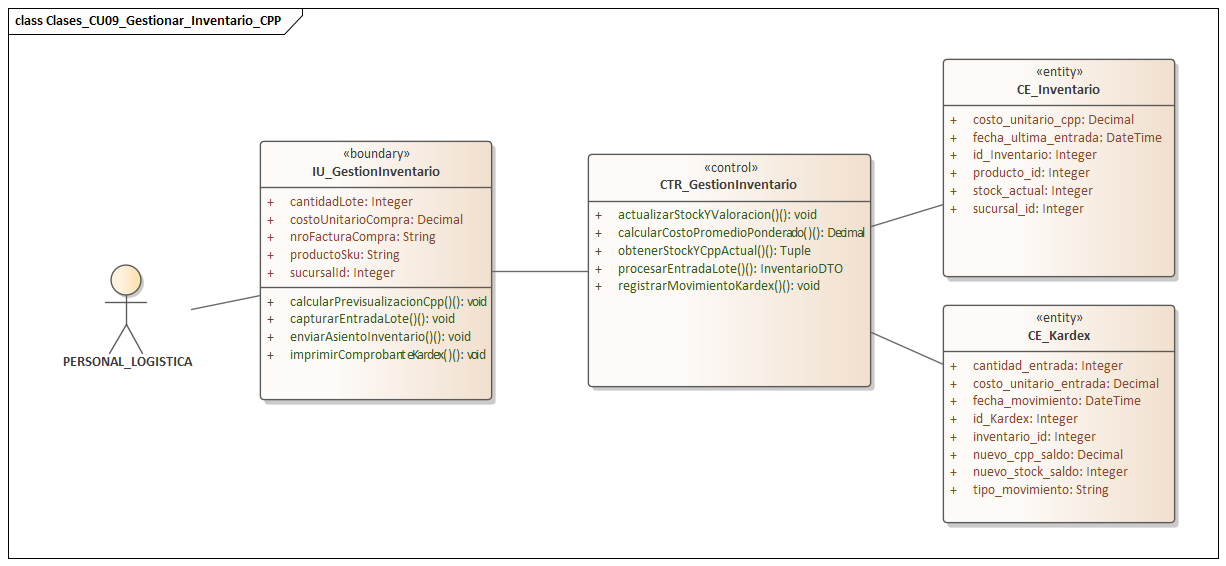 class Clases_CU09_Gestionar_Inventario_CPP
PERSONAL_LOGISTICA
«boundary»
IU_GestionInventario
+ cantidadLote: Integer
+ costoUnitarioCompra: Decimal
+ nroFacturaCompra: String
+ productoSku: String
+ sucursalId: Integer
+ calcularPrevisualizacionCpp()(): void
+ capturarEntradaLote()(): void
+ enviarAsientoInventario()(): void
+ imprimirComprobanteKardex()(): void
«control»
CTR_GestionInventario
+ actualizarStockYValoracion()(): void
+ calcularCostoPromedioPonderado()(): Decimal
+ obtenerStockYCppActual()(): Tuple
+ procesarEntradaLote()(): InventarioDTO
+ registrarMovimientoKardex()(): void
«entity»
CE_Inventario
+ costo_unitario_cpp: Decimal
+ fecha_ultima_entrada: DateTime
+ id_Inventario: Integer
+ producto_id: Integer
+ stock_actual: Integer
+ sucursal_id: Integer
«entity»
CE_Kardex
+ cantidad_entrada: Integer
+ costo_unitario_entrada: Decimal
+ fecha_movimiento: DateTime
+ id_Kardex: Integer
+ inventario_id: Integer
+ nuevo_cpp_saldo: Decimal
+ nuevo_stock_saldo: Integer
+ tipo_movimiento: String